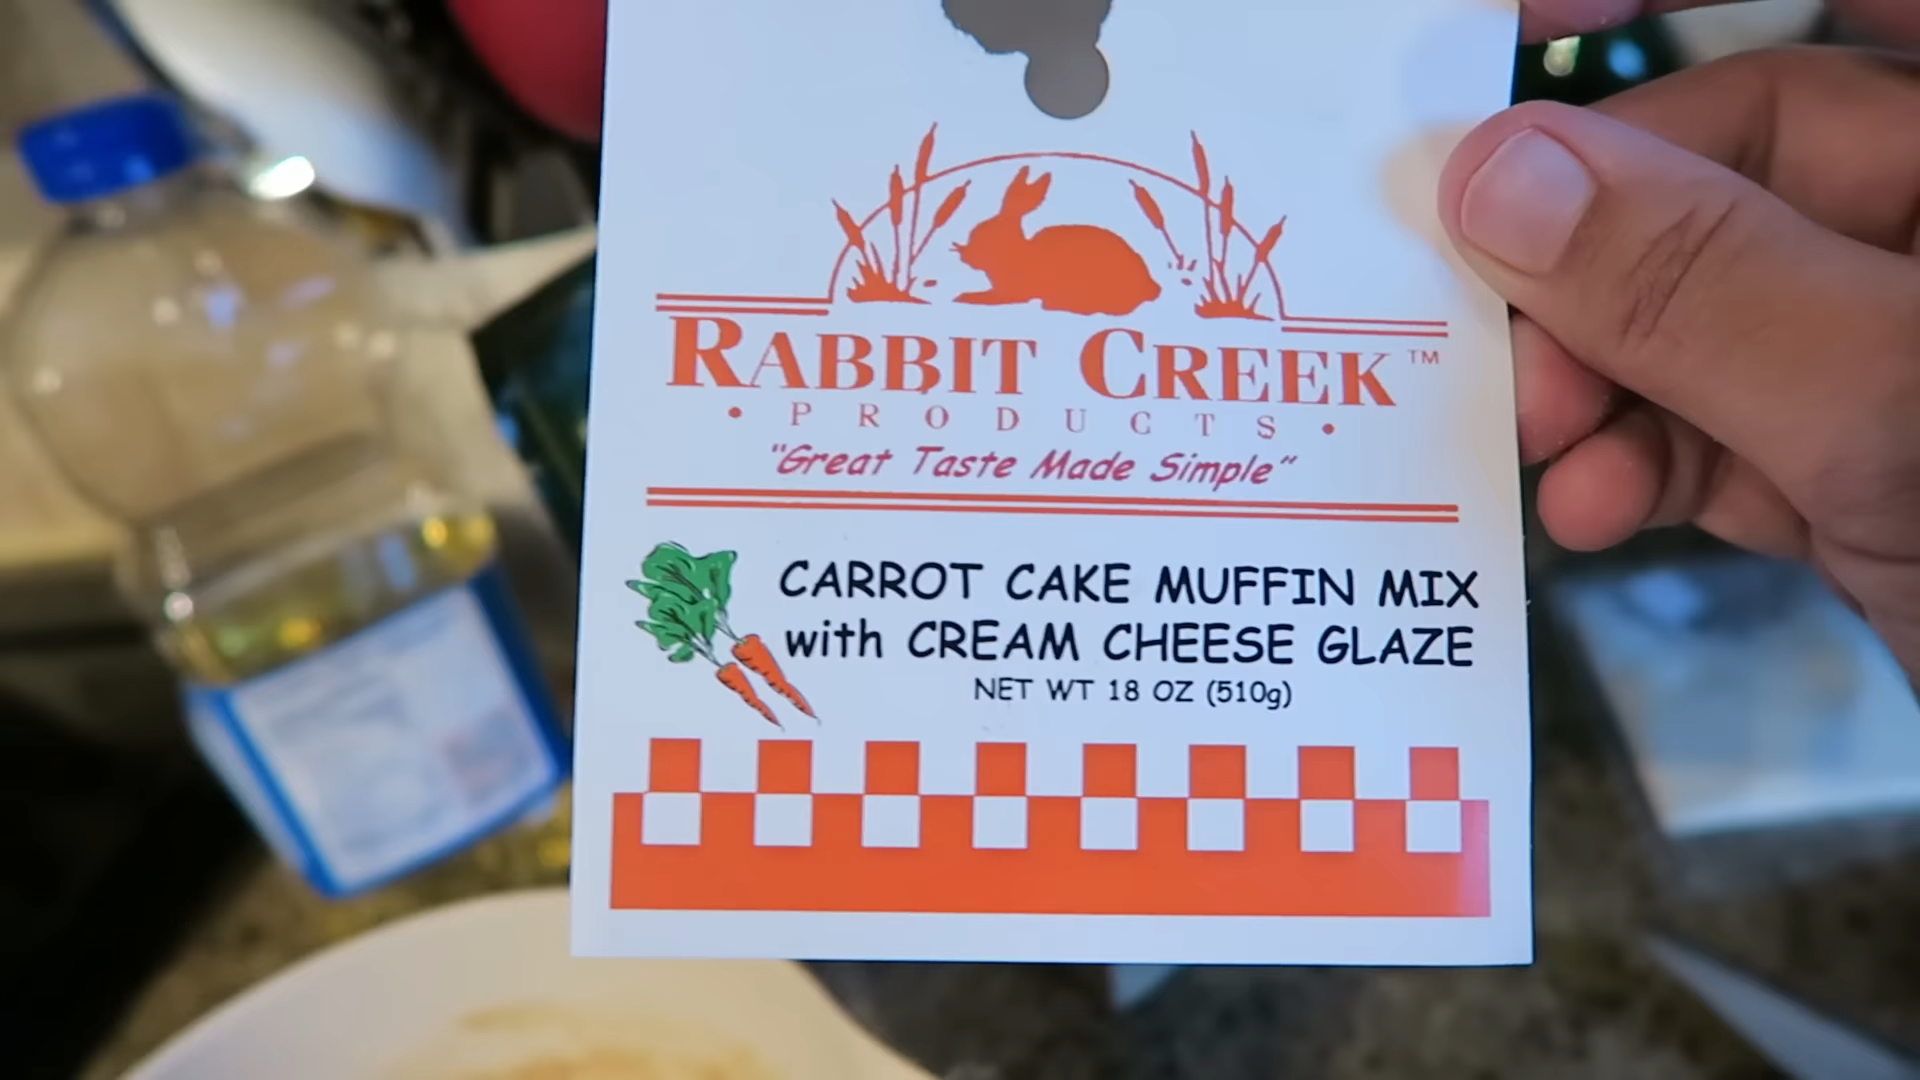 RABBIT CREEK™
• PRODUCTS •
"Great Taste Made Simple"
CARROT CAKE MUFFIN MIX
with CREAM CHEESE GLAZE
NET WT 18 OZ (510g)